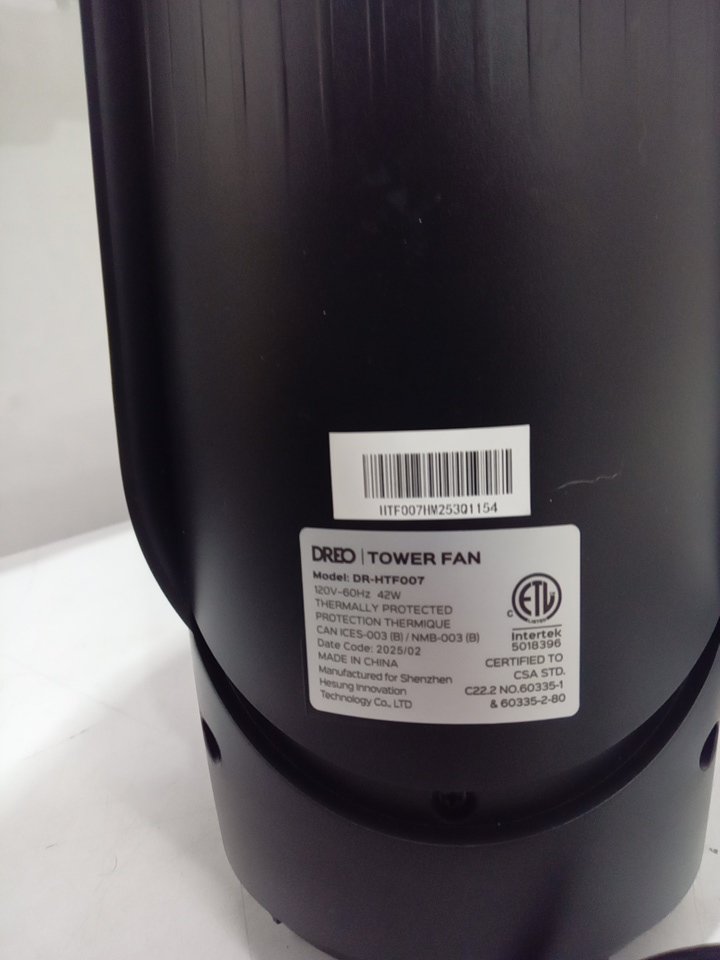 HTF007HM253Q1154
DREO | TOWER FAN
Model: DR-HTF007
120V~60Hz 42W
THERMALLY PROTECTED
PROTECTION THERMIQUE
CAN ICES-003 (B) / NMB-003 (B)
Date Code: 2025/02
MADE IN CHINA
Manufactured for Shenzhen
Hesung Innovation
Technology Co., LTD
C ETL
LISTED
Intertek
5018396
CERTIFIED TO
CSA STD.
C22.2 NO.60335-1
& 60335-2-80